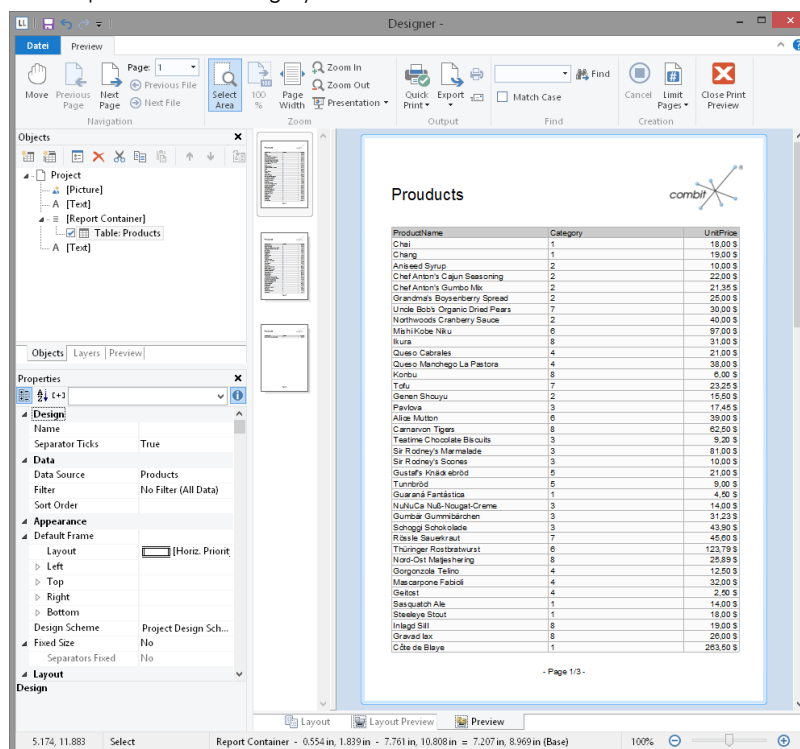 Designer -
Datei
Preview
Move
Previous Page
Next Page
Page: 1
Previous File
Next File
Navigation
Select Area
100 %
Page Width
Zoom In
Zoom Out
Presentation
Zoom
Quick Print
Export
Output
Find
Match Case
Find
Cancel
Limit Pages
Creation
Close Print Preview
Objects
Project
[Picture]
A [Text]
[Report Container]
Table: Products
A [Text]
Objects Layers Preview
Properties
Design
Name
Separator Ticks True
Data
Data Source Products
Filter No Filter (All Data)
Sort Order
Appearance
Default Frame
Layout [Horiz. Priorit
Left
Top
Right
Bottom
Design Scheme Project Design Sch...
Fixed Size No
Separators Fixed No
Layout
Design
Prouducts
combit
ProductName Category UnitPrice
Chai 1 18,00 $
Chang 1 19,00 $
Aniseed Syrup 2 10,00 $
Chef Anton's Cajun Seasoning 2 22,00 $
Chef Anton's Gumbo Mix 2 21,35 $
Grandma's Boysenberry Spread 2 25,00 $
Uncle Bob's Organic Dried Pears 7 30,00 $
Northwoods Cranberry Sauce 2 40,00 $
Mishi Kobe Niku 6 97,00 $
Ikura 8 31,00 $
Queso Cabrales 4 21,00 $
Queso Manchego La Pastora 4 38,00 $
Konbu 8 6,00 $
Tofu 7 23,25 $
Genen Shouyu 2 15,50 $
Pavlova 3 17,45 $
Alice Mutton 6 39,00 $
Carnarvon Tigers 8 62,50 $
Teatime Chocolate Biscuits 3 9,20 $
Sir Rodney's Marmalade 3 81,00 $
Sir Rodney's Scones 3 10,00 $
Gustaf's Knäckebröd 5 21,00 $
Tunnbröd 5 9,00 $
Guaraná Fantástica 1 4,50 $
NuNuCa Nuß-Nougat-Creme 3 14,00 $
Gumbär Gummibärchen 3 31,23 $
Schoggi Schokolade 3 43,90 $
Rössle Sauerkraut 7 45,60 $
Thüringer Rostbratwurst 6 123,79 $
Nord-Ost Matjeshering 8 25,89 $
Gorgonzola Telino 4 12,50 $
Mascarpone Fabioli 4 32,00 $
Geitost 4 2,50 $
Sasquatch Ale 1 14,00 $
Steeleye Stout 1 18,00 $
Inlagd Sill 8 19,00 $
Gravad lax 8 26,00 $
Côte de Blaye 1 263,50 $
- Page 1/3 -
Layout Layout Preview Preview
5.174, 11.883 Select Report Container - 0.554 in, 1.839 in - 7.761 in, 10.808 in = 7.207 in, 8.969 in (Base) 100%